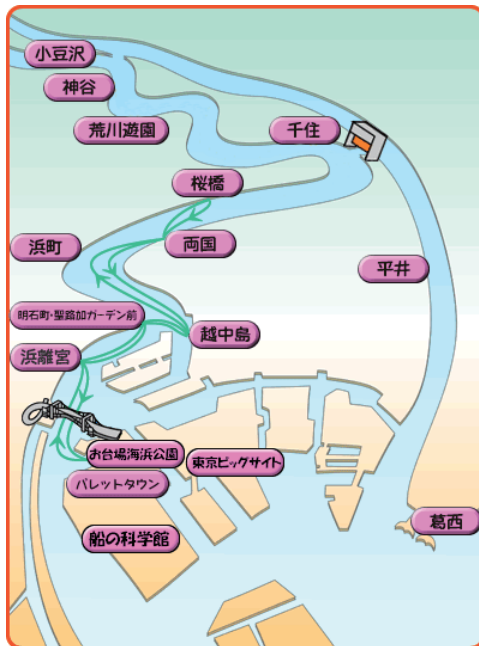 小豆沢
神谷
荒川遊園
千住
桜橋
浜町
両国
平井
明石町・聖路加ガーデン前
越中島
浜離宮
お台場海浜公園
東京ビッグサイト
パレットタウン
葛西
船の科学館